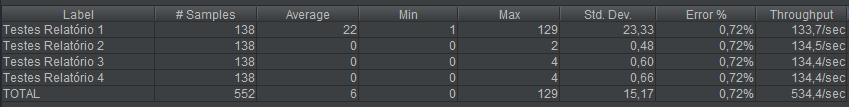 Label # Samples Average Min Max Std. Dev. Error % Throughput
Testes Relatório 1 138 22 1 129 23,33 0,72% 133,7/sec
Testes Relatório 2 138 0 0 2 0,48 0,72% 134,5/sec
Testes Relatório 3 138 0 0 4 0,60 0,72% 134,4/sec
Testes Relatório 4 138 0 0 4 0,66 0,72% 134,4/sec
TOTAL 552 6 0 129 15,17 0,72% 534,4/sec